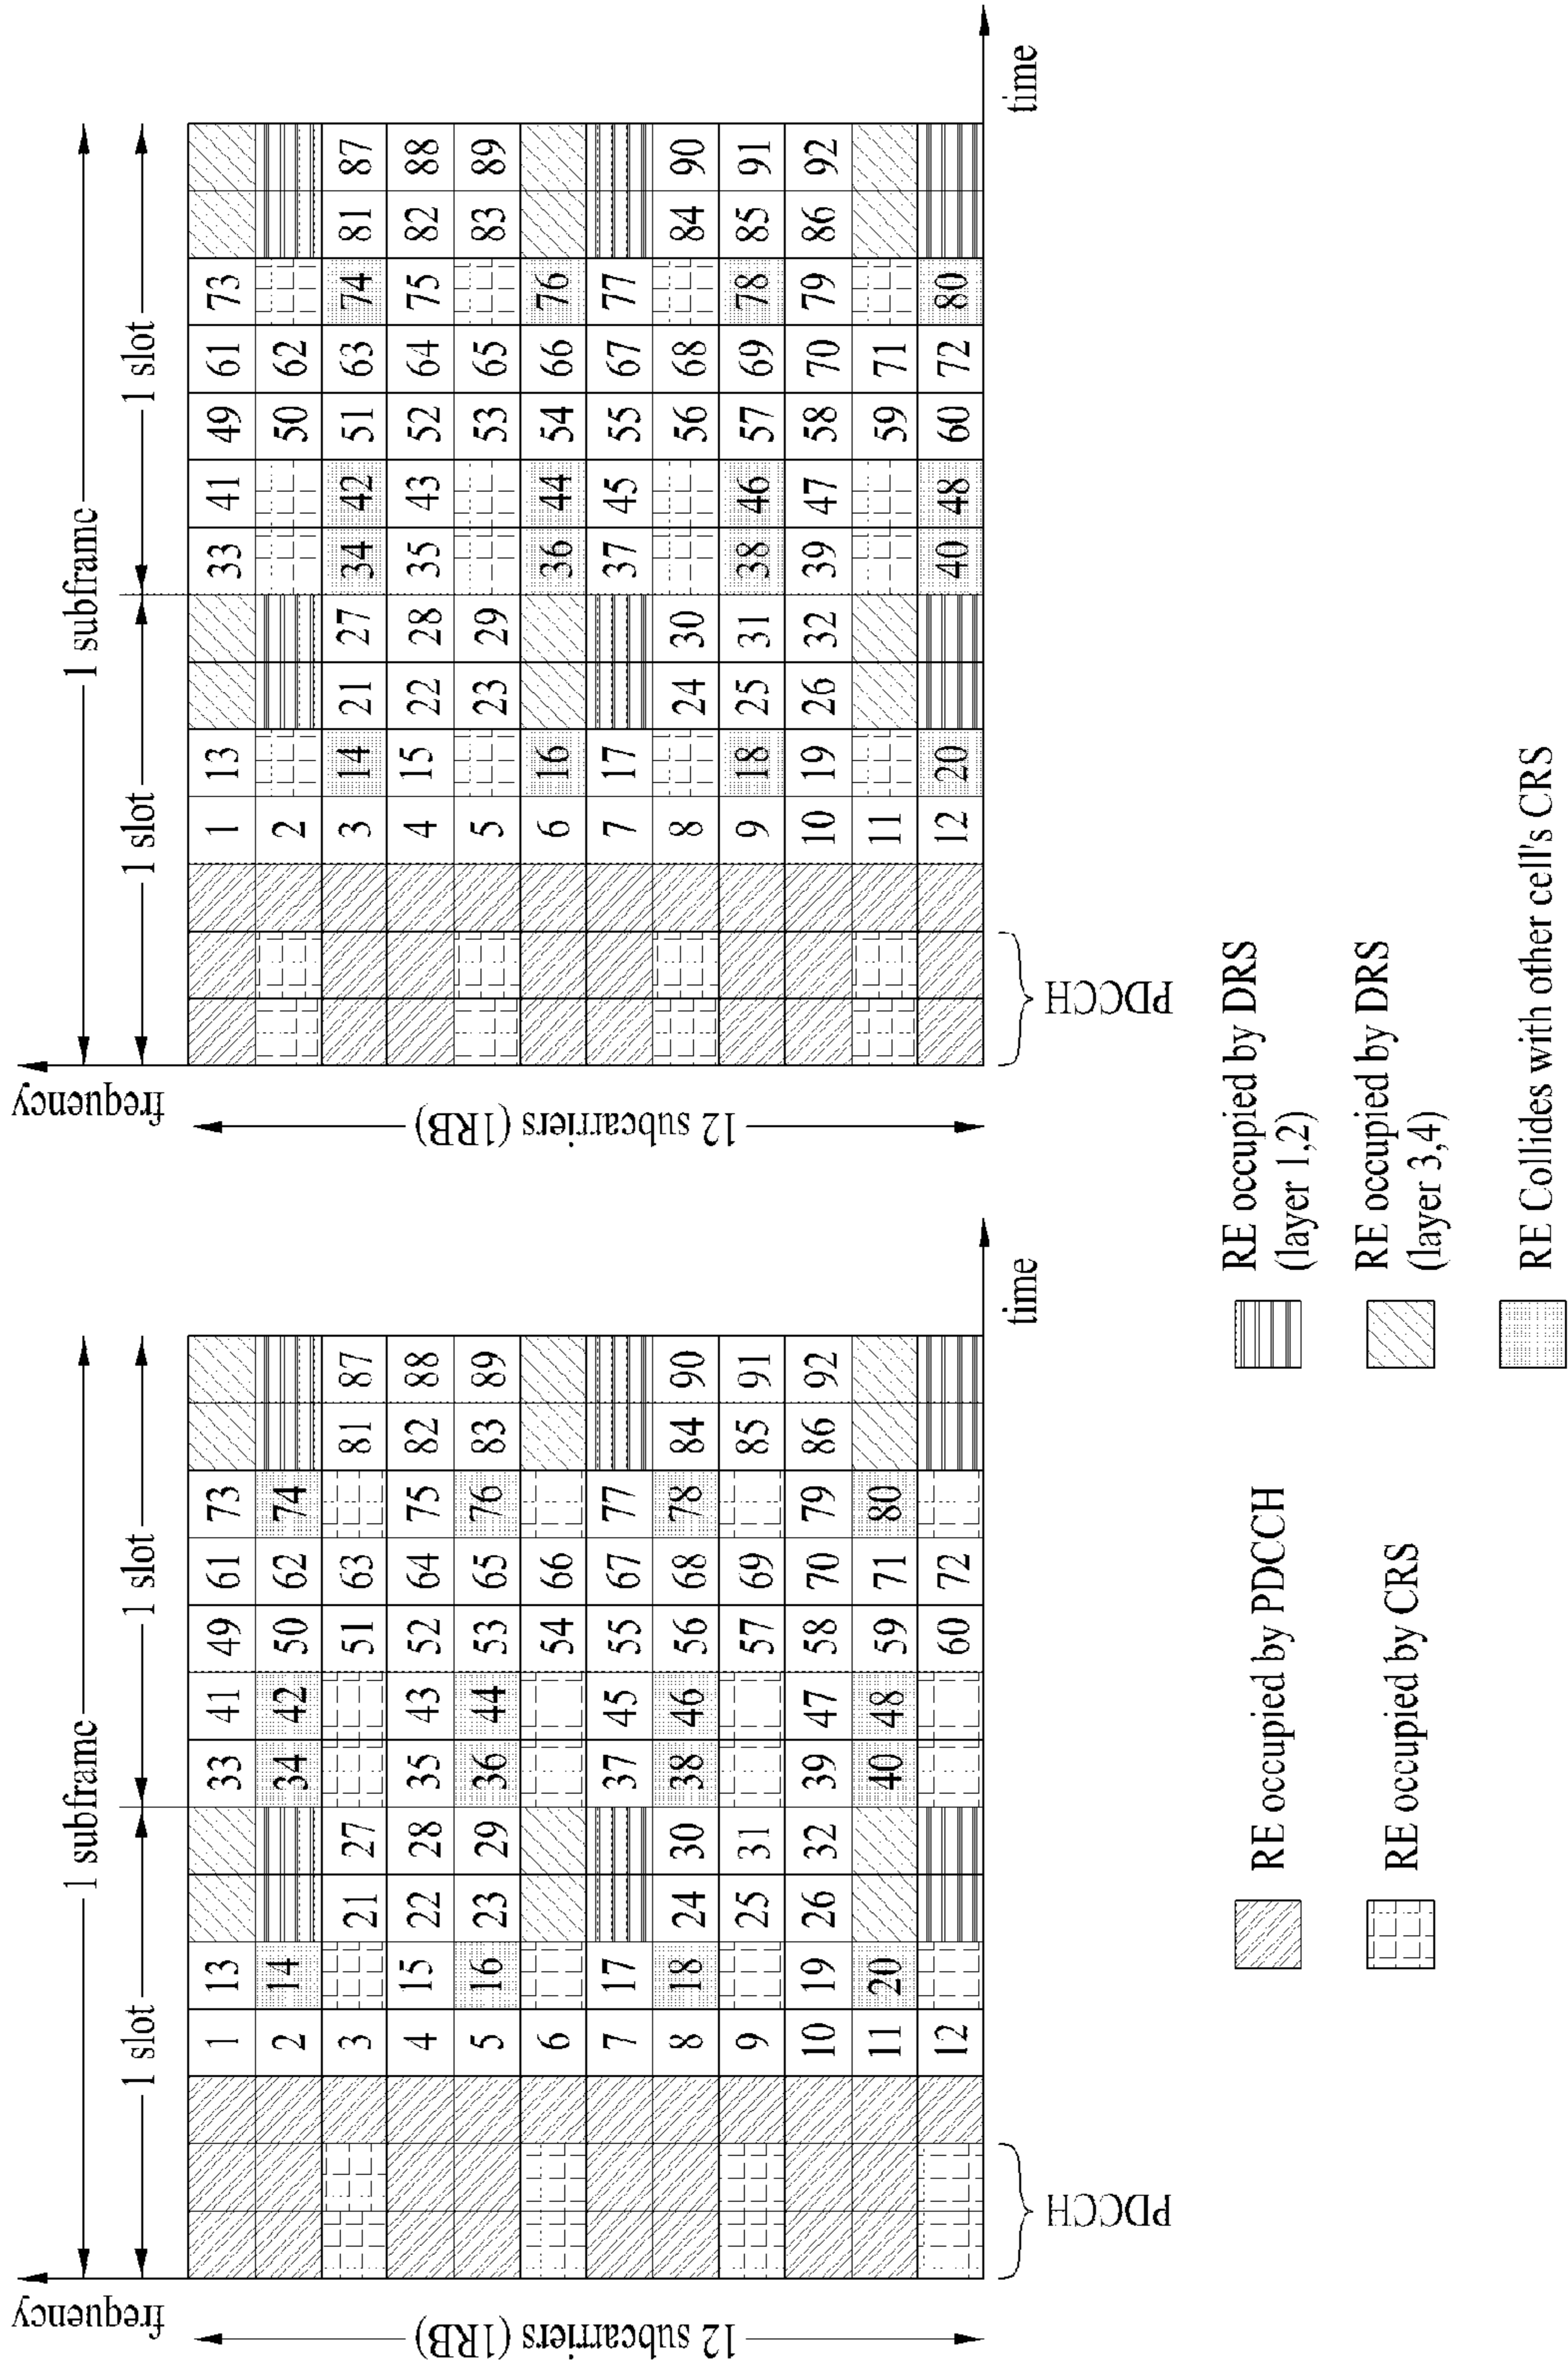 frequency
1 subframe
1 slot 1 slot
12 subcarriers (1RB)
1 13 33 41 49 61 73
2 14 34 42 50 62 74
3 21 27 51 63 81 87
4 15 22 28 35 43 52 64 75 82 88
5 16 23 29 36 44 53 65 76 83 89
6 54 66
7 17 37 45 55 67 77
8 18 24 30 38 46 56 68 78 84 90
9 25 31 57 69 85 91
10 19 26 32 39 47 58 70 79 86 92
11 20 40 48 59 71 80
12 60 72
PDCCH
time
frequency
1 subframe
1 slot 1 slot
12 subcarriers (1RB)
1 13 33 41 49 61 73
2 50 62
3 14 21 27 34 42 51 63 74 81 87
4 15 22 28 35 43 52 64 75 82 88
5 23 29 53 65 83 89
6 16 36 44 54 66 76
7 17 37 45 55 67 77
8 24 30 56 68 84 90
9 18 25 31 38 46 57 69 78 85 91
10 19 26 32 39 47 58 70 79 86 92
11 59 71
12 20 40 48 60 72 80
PDCCH
time
RE occupied by PDCCH
RE occupied by CRS
RE occupied by DRS
(layer 1,2)
RE occupied by DRS
(layer 3,4)
RE Collides with other cell's CRS